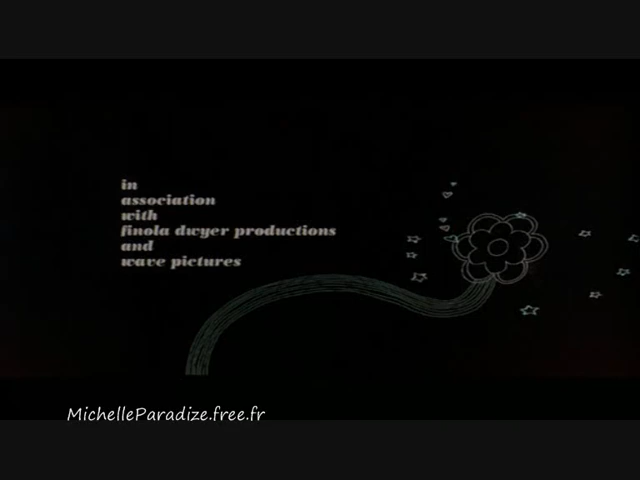 in
association
with
finola dwyer productions
and
wave pictures
MichelleParadize.free.fr